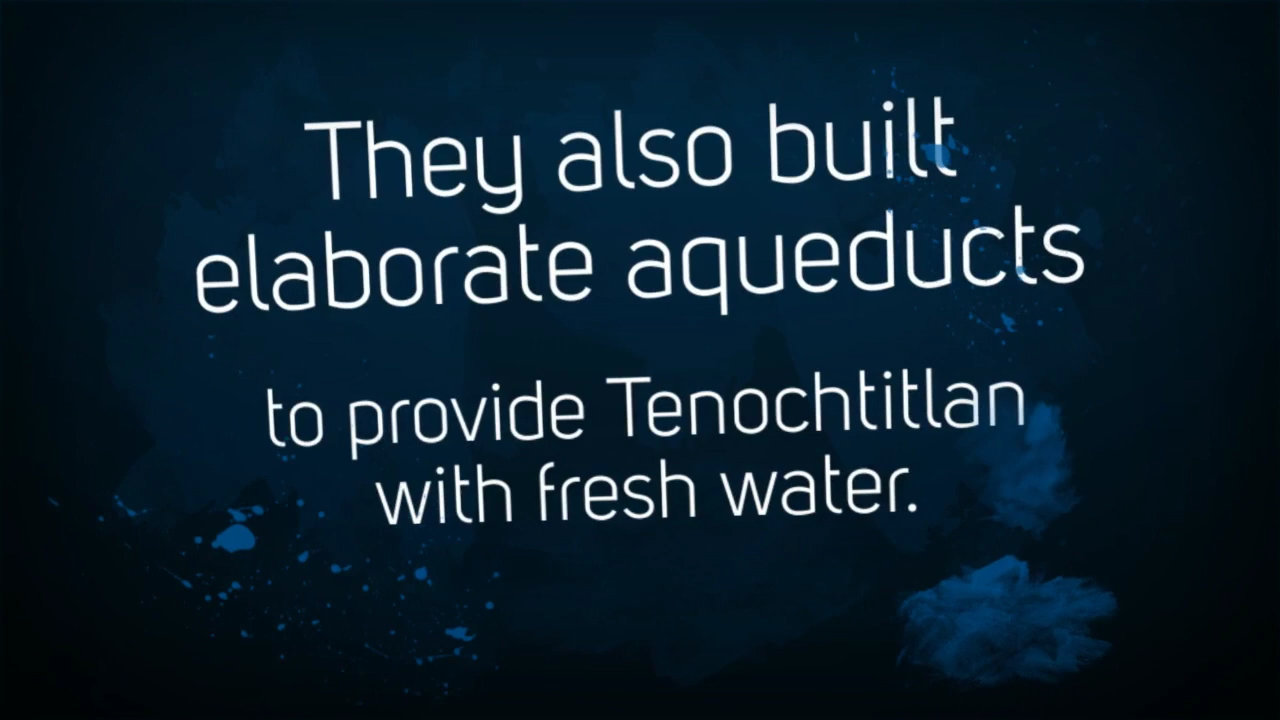 They also built
elaborate aqueducts
to provide Tenochtitlan
with fresh water.